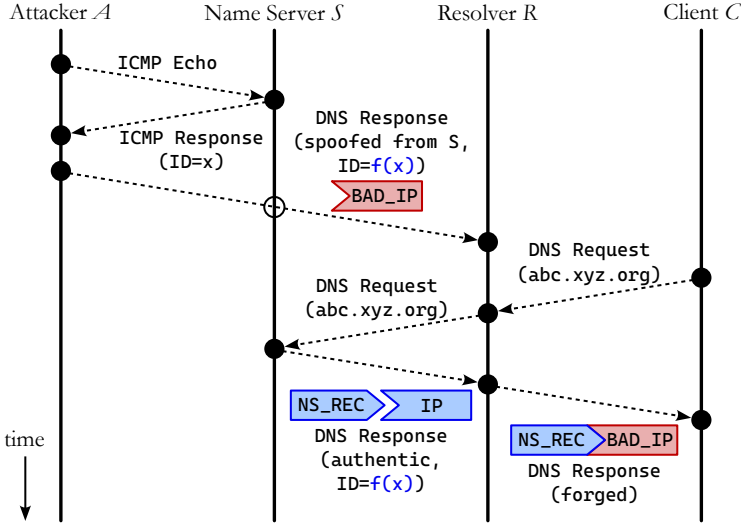 Attacker A
Name Server S
Resolver R
Client C
ICMP Echo
ICMP Response
(ID=x)
DNS Response
(spoofed from S,
ID=f(x))
BAD_IP
DNS Request
(abc.xyz.org)
DNS Request
(abc.xyz.org)
NS_REC
IP
DNS Response
(authentic,
ID=f(x))
NS_REC
BAD_IP
DNS Response
(forged)
time